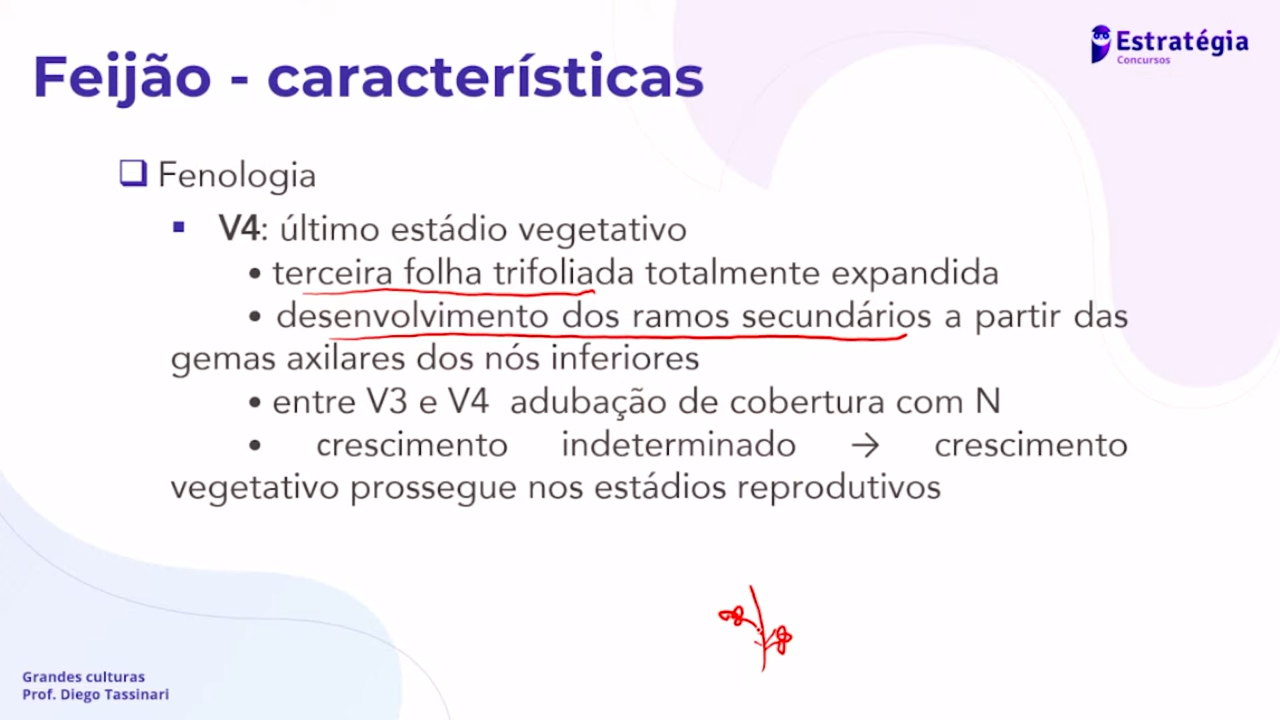 Estratégia
Concursos
Feijão - características
Fenologia
V4: último estádio vegetativo
• terceira folha trifoliada totalmente expandida
• desenvolvimento dos ramos secundários a partir das
gemas axilares dos nós inferiores
• entre V3 e V4 adubação de cobertura com N
• crescimento indeterminado → crescimento
vegetativo prossegue nos estádios reprodutivos
Grandes culturas
Prof. Diego Tassinari